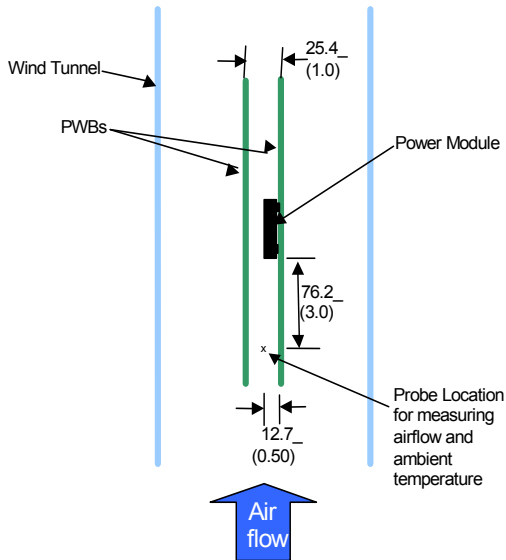 25.4_
(1.0)
Wind Tunnel
PWBs
Power Module
76.2_
(3.0)
x
Probe Location
for measuring
airflow and
ambient
temperature
12.7_
(0.50)
Air
flow